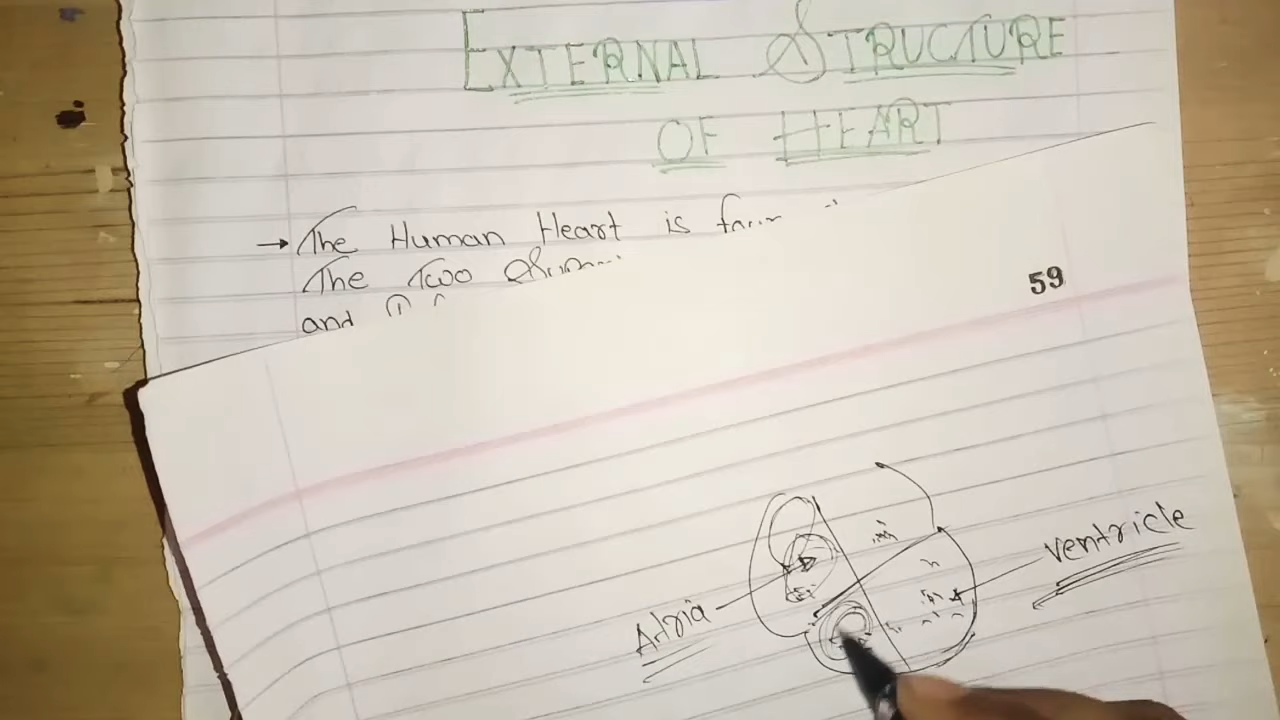 EXTERNAL STRUCTURE
OF HEART
→ The Human Heart is
The Two
and
59
Atria
ventricle